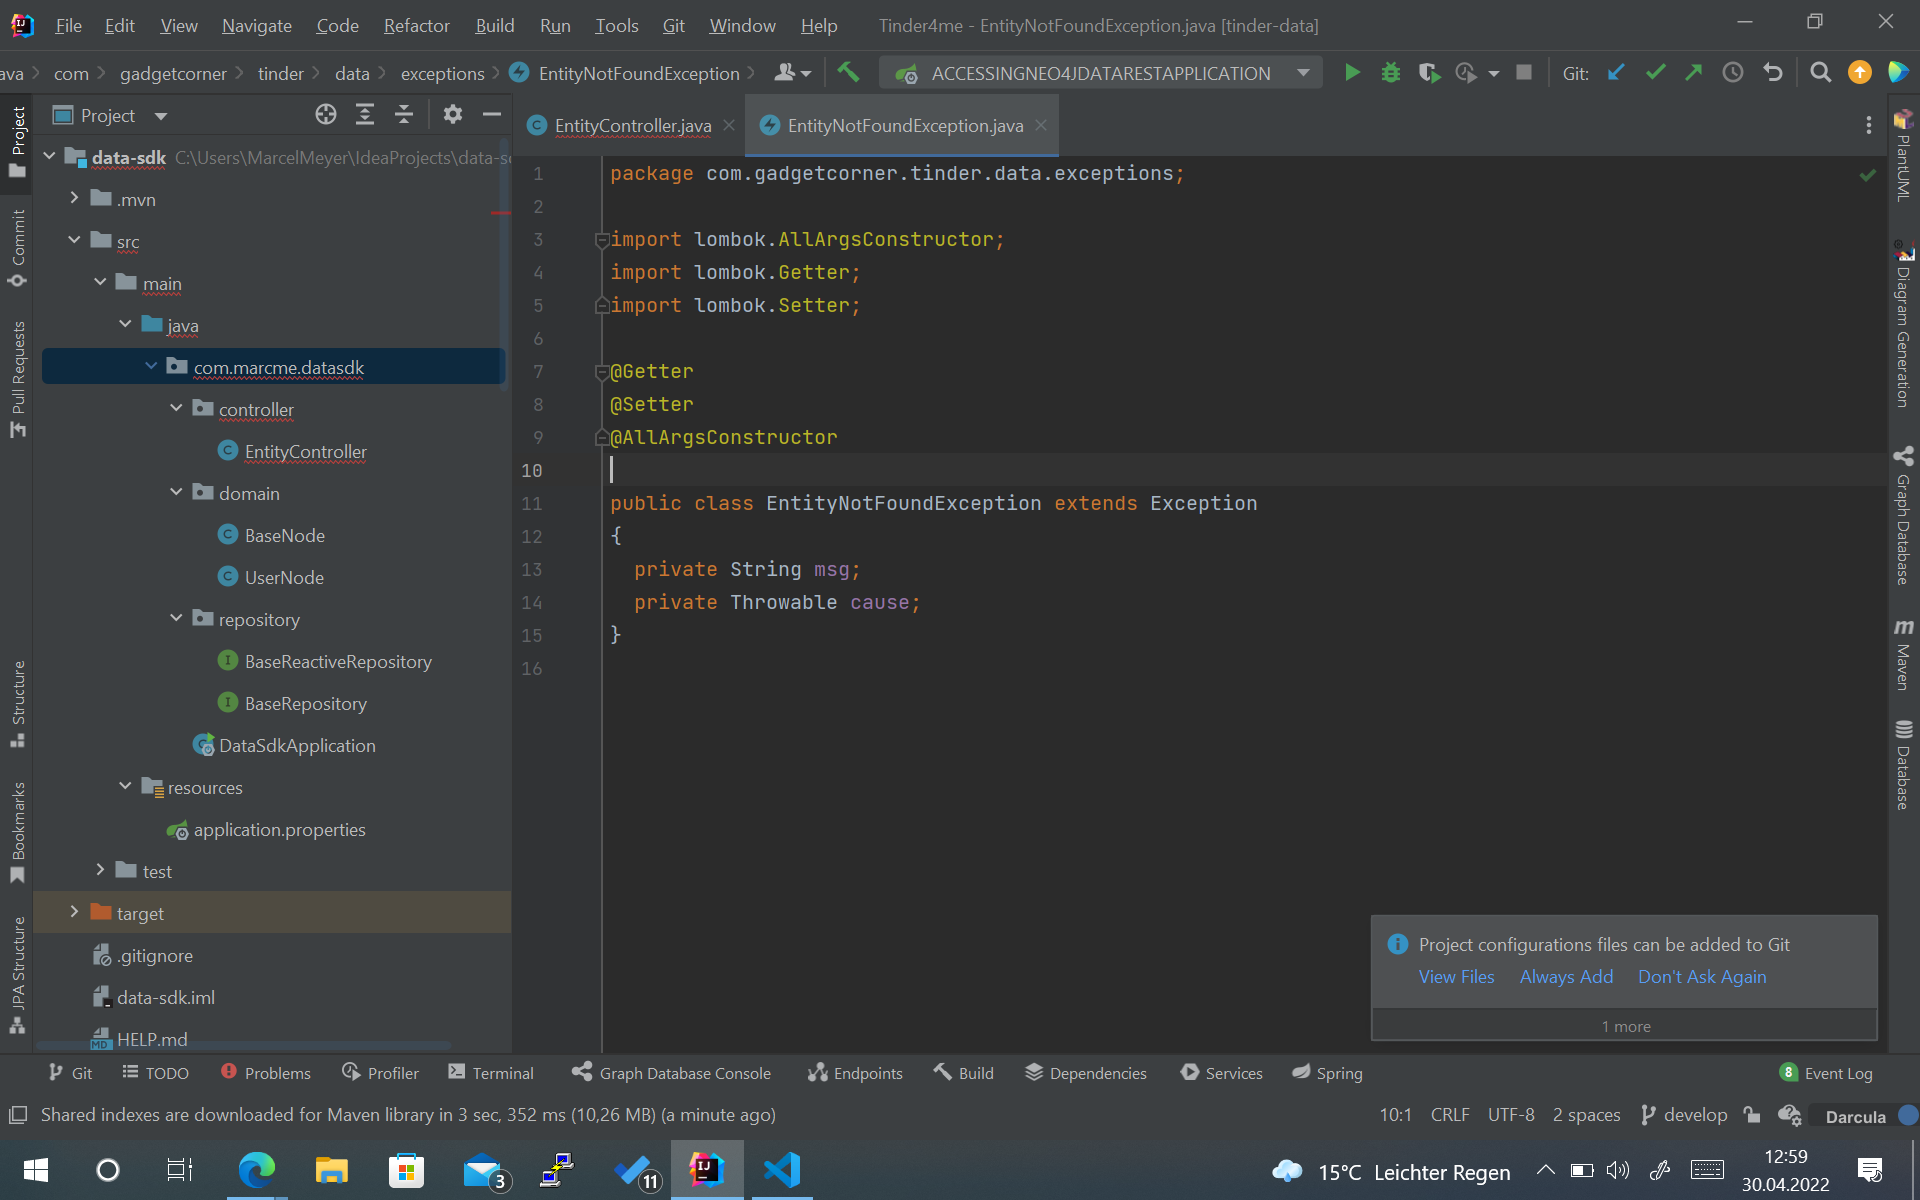 File Edit View Navigate Code Refactor Build Run Tools Git Window Help Tinder4me - EntityNotFoundException.java [tinder-data]
ava com gadgetcorner tinder data exceptions EntityNotFoundException ACCESSINGNEO4JDATARESTAPPLICATION Git:
Project
Commit
Pull Requests
Structure
Bookmarks
JPA Structure
Project
data-sdk C:\Users\MarcelMeyer\IdeaProjects\data-s
.mvn
src
main
java
com.marcme.datasdk
controller
EntityController
domain
BaseNode
UserNode
repository
BaseReactiveRepository
BaseRepository
DataSdkApplication
resources
application.properties
test
target
.gitignore
data-sdk.iml
HELP.md
EntityController.java EntityNotFoundException.java
1 package com.gadgetcorner.tinder.data.exceptions;
2
3 import lombok.AllArgsConstructor;
4 import lombok.Getter;
5 import lombok.Setter;
6
7 @Getter
8 @Setter
9 @AllArgsConstructor
10
11 public class EntityNotFoundException extends Exception
12 {
13 private String msg;
14 private Throwable cause;
15 }
16
PlantUML
Diagram Generation
Graph Database
Maven
Database
Project configurations files can be added to Git
View Files Always Add Don't Ask Again
1 more
Git TODO Problems Profiler Terminal Graph Database Console Endpoints Build Dependencies Services Spring 8 Event Log
Shared indexes are downloaded for Maven library in 3 sec, 352 ms (10,26 MB) (a minute ago) 10:1 CRLF UTF-8 2 spaces develop Darcula
3 11 15°C Leichter Regen 12:59
30.04.2022